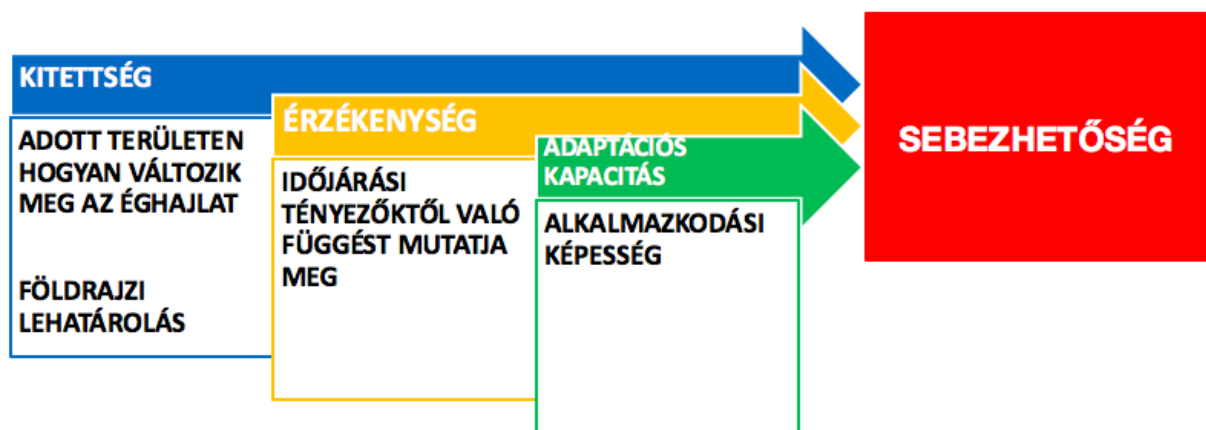 KITETTSÉG
ADOTT TERÜLETEN
HOGYAN VÁLTOZIK
MEG AZ ÉGHAJLAT
FÖLDRAJZI
LEHATÁROLÁS
ÉRZÉKENYSÉG
IDŐJÁRÁSI
TÉNYEZŐKTŐL VALÓ
FÜGGÉST MUTATJA
MEG
ADAPTÁCIÓS
KAPACITÁS
ALKALMAZKODÁSI
KÉPESSÉG
SEBEZHETŐSÉG